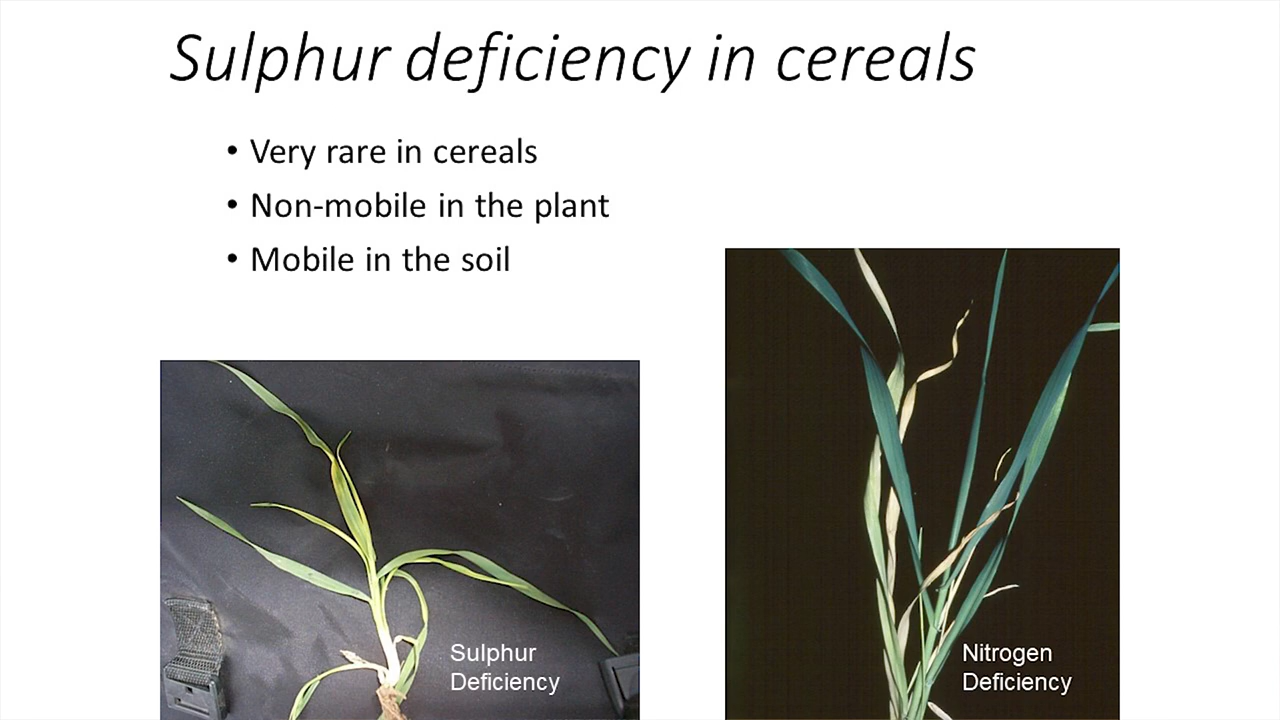 Sulphur deficiency in cereals
• Very rare in cereals
• Non-mobile in the plant
• Mobile in the soil
Sulphur
Deficiency
Nitrogen
Deficiency